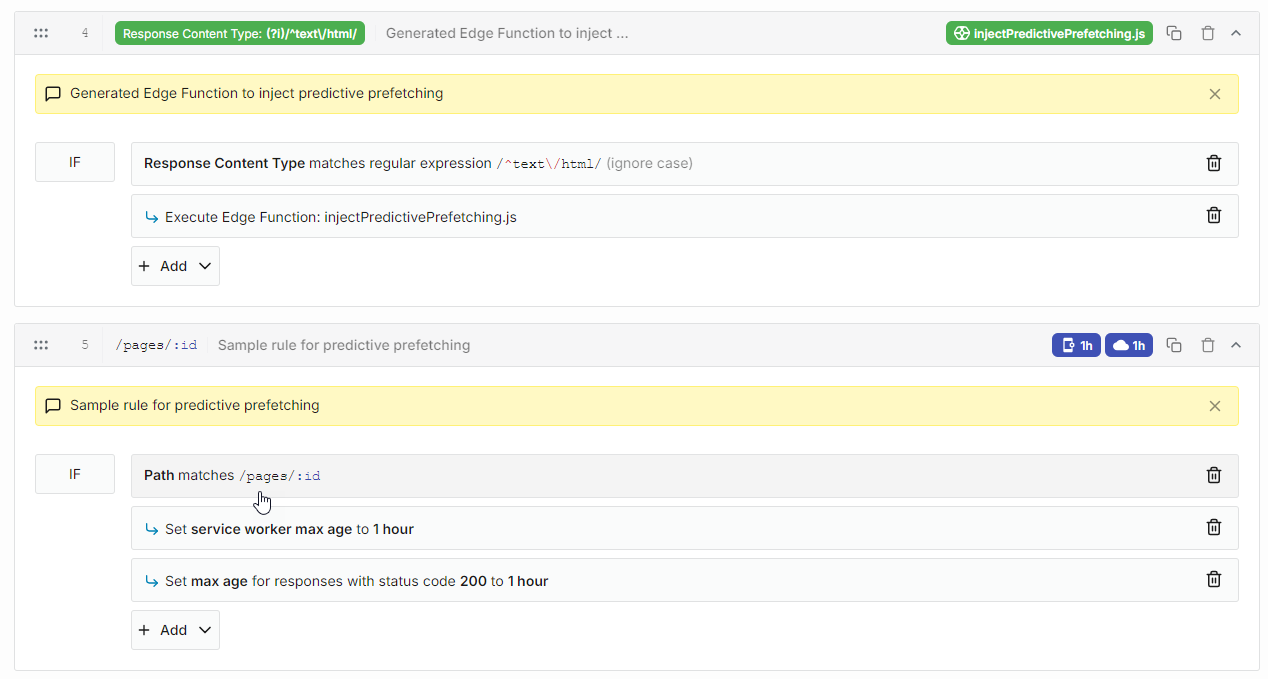 4 Response Content Type: (?i)/^text\/html/ Generated Edge Function to inject ... injectPredictivePrefetching.js
Generated Edge Function to inject predictive prefetching
IF Response Content Type matches regular expression /^text\/html/ (ignore case)
Execute Edge Function: injectPredictivePrefetching.js
+ Add
5 /pages/:id Sample rule for predictive prefetching 1h 1h
Sample rule for predictive prefetching
IF Path matches /pages/:id
Set service worker max age to 1 hour
Set max age for responses with status code 200 to 1 hour
+ Add